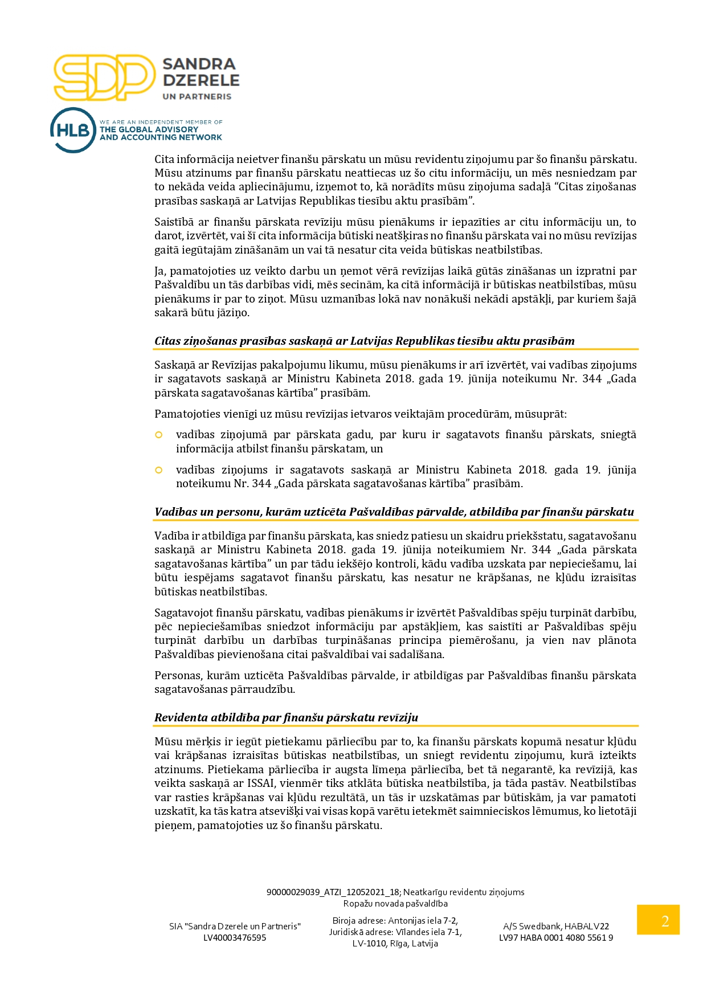 SDP
SANDRA
DZERELE
UN PARTNERIS
HLB
WE ARE AN INDEPENDENT MEMBER OF
THE GLOBAL ADVISORY
AND ACCOUNTING NETWORK
Cita informācija neietver finanšu pārskatu un mūsu revidentu ziņojumu par šo finanšu pārskatu.
Mūsu atzinums par finanšu pārskatu neattiecas uz šo citu informāciju, un mēs nesniedzam par
to nekāda veida apliecinājumu, izņemot to, kā norādīts mūsu ziņojuma sadaļā “Citas ziņošanas
prasības saskaņā ar Latvijas Republikas tiesību aktu prasībām”.
Saistībā ar finanšu pārskata revīziju mūsu pienākums ir iepazīties ar citu informāciju un, to
darot, izvērtēt, vai šī cita informācija būtiski neatšķiras no finanšu pārskata vai no mūsu revīzijas
gaitā iegūtajām zināšanām un vai tā nesatur cita veida būtiskas neatbilstības.
Ja, pamatojoties uz veikto darbu un ņemot vērā revīzijas laikā gūtās zināšanas un izpratni par
Pašvaldību un tās darbības vidi, mēs secinām, ka citā informācijā ir būtiskas neatbilstības, mūsu
pienākums ir par to ziņot. Mūsu uzmanības lokā nav nonākuši nekādi apstākļi, par kuriem šajā
sakarā būtu jāziņo.
Citas ziņošanas prasības saskaņā ar Latvijas Republikas tiesību aktu prasībām
Saskaņā ar Revīzijas pakalpojumu likumu, mūsu pienākums ir arī izvērtēt, vai vadības ziņojums
ir sagatavots saskaņā ar Ministru Kabineta 2018. gada 19. jūnija noteikumu Nr. 344 „Gada
pārskata sagatavošanas kārtība” prasībām.
Pamatojoties vienīgi uz mūsu revīzijas ietvaros veiktajām procedūrām, mūsuprāt:
vadības ziņojumā par pārskata gadu, par kuru ir sagatavots finanšu pārskats, sniegtā
informācija atbilst finanšu pārskatam, un
vadības ziņojums ir sagatavots saskaņā ar Ministru Kabineta 2018. gada 19. jūnija
noteikumu Nr. 344 „Gada pārskata sagatavošanas kārtība” prasībām.
Vadības un personu, kurām uzticēta Pašvaldības pārvalde, atbildība par finanšu pārskatu
Vadība ir atbildīga par finanšu pārskata, kas sniedz patiesu un skaidru priekšstatu, sagatavošanu
saskaņā ar Ministru Kabineta 2018. gada 19. jūnija noteikumiem Nr. 344 „Gada pārskata
sagatavošanas kārtība” un par tādu iekšējo kontroli, kādu vadība uzskata par nepieciešamu, lai
būtu iespējams sagatavot finanšu pārskatu, kas nesatur ne krāpšanas, ne kļūdu izraisītas
būtiskas neatbilstības.
Sagatavojot finanšu pārskatu, vadības pienākums ir izvērtēt Pašvaldības spēju turpināt darbību,
pēc nepieciešamības sniedzot informāciju par apstākļiem, kas saistīti ar Pašvaldības spēju
turpināt darbību un darbības turpināšanas principa piemērošanu, ja vien nav plānota
Pašvaldības pievienošana citai pašvaldībai vai sadalīšana.
Personas, kurām uzticēta Pašvaldības pārvalde, ir atbildīgas par Pašvaldības finanšu pārskata
sagatavošanas pārraudzību.
Revidenta atbildība par finanšu pārskatu revīziju
Mūsu mērķis ir iegūt pietiekamu pārliecību par to, ka finanšu pārskats kopumā nesatur kļūdu
vai krāpšanas izraisītas būtiskas neatbilstības, un sniegt revidentu ziņojumu, kurā izteikts
atzinums. Pietiekama pārliecība ir augsta līmeņa pārliecība, bet tā negarantē, ka revīzijā, kas
veikta saskaņā ar ISSAI, vienmēr tiks atklāta būtiska neatbilstība, ja tāda pastāv. Neatbilstības
var rasties krāpšanas vai kļūdu rezultātā, un tās ir uzskatāmas par būtiskām, ja var pamatoti
uzskatīt, ka tās katra atsevišķi vai visas kopā varētu ietekmēt saimnieciskos lēmumus, ko lietotāji
pieņem, pamatojoties uz šo finanšu pārskatu.
90000029039_ATZI_12052021_18; Neatkarīgu revidentu ziņojums
Ropažu novada pašvaldība
SIA "Sandra Dzerele un Partneris"
LV40003476595
Biroja adrese: Antonijas iela 7-2,
Juridiskā adrese: Vīlandes iela 7-1,
LV-1010, Rīga, Latvija
A/S Swedbank, HABALV22
LV97 HABA 0001 4080 5561 9
2